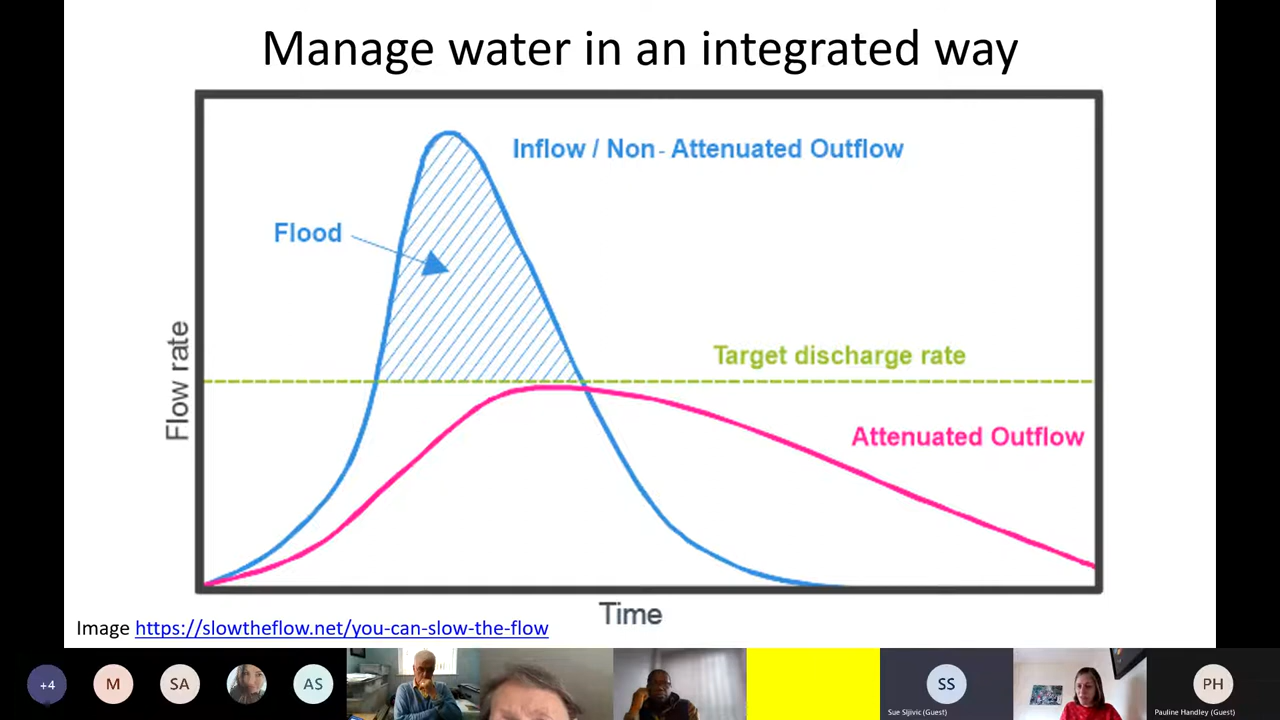 Manage water in an integrated way
Inflow / Non- Attenuated Outflow
Flood
Target discharge rate
Flow rate
Attenuated Outflow
Time
Image https://slowtheflow.net/you-can-slow-the-flow
+4
M
SA
AS
SS
Sue Sijivic (Guest)
PH
Pauline Handley (Guest)